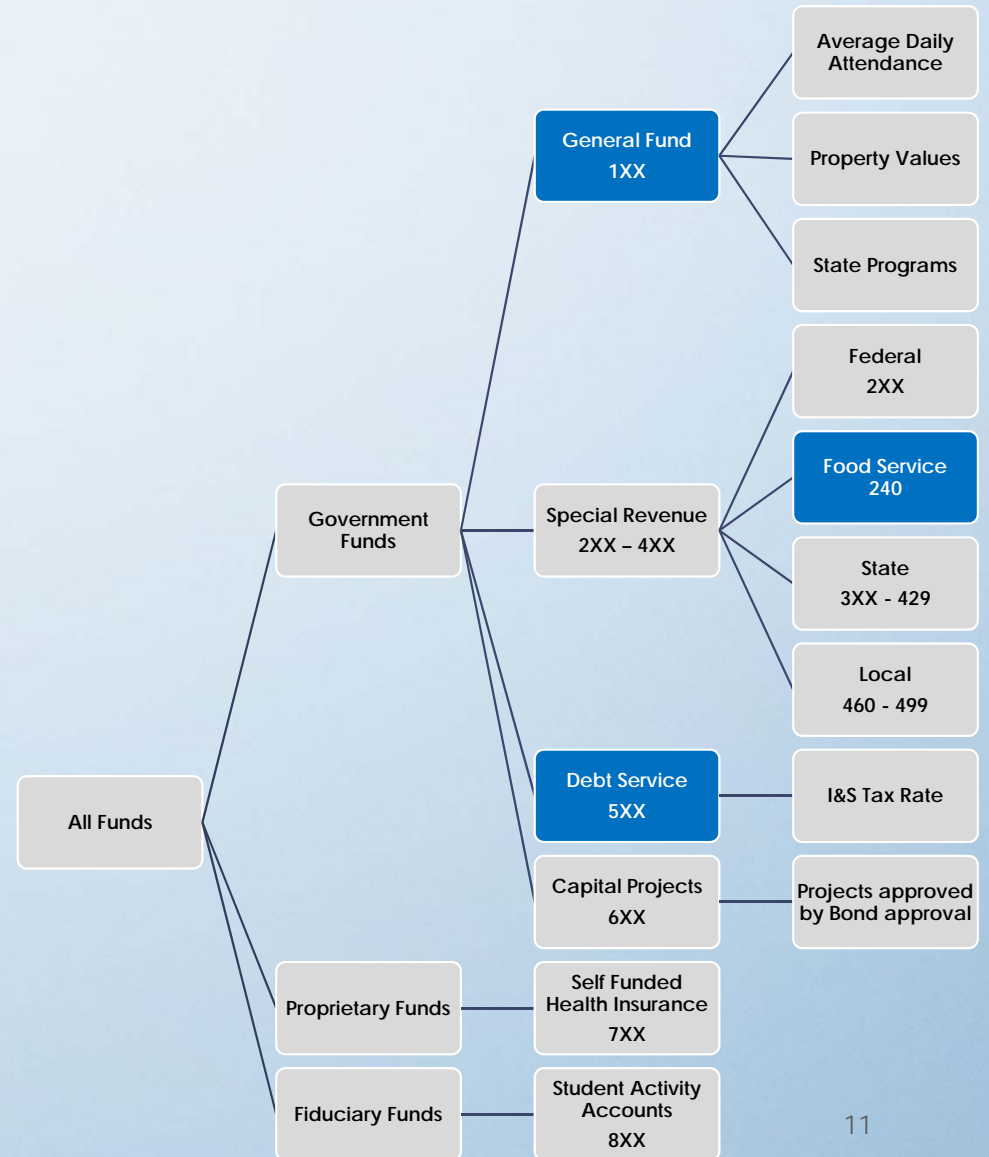 All Funds
Government
Funds
General Fund
1XX
Average Daily
Attendance
Property Values
State Programs
Special Revenue
2XX – 4XX
Federal
2XX
Food Service
240
State
3XX - 429
Local
460 - 499
Debt Service
5XX
I&S Tax Rate
Capital Projects
6XX
Projects approved
by Bond approval
Proprietary Funds
Self Funded
Health Insurance
7XX
Fiduciary Funds
Student Activity
Accounts
8XX
11